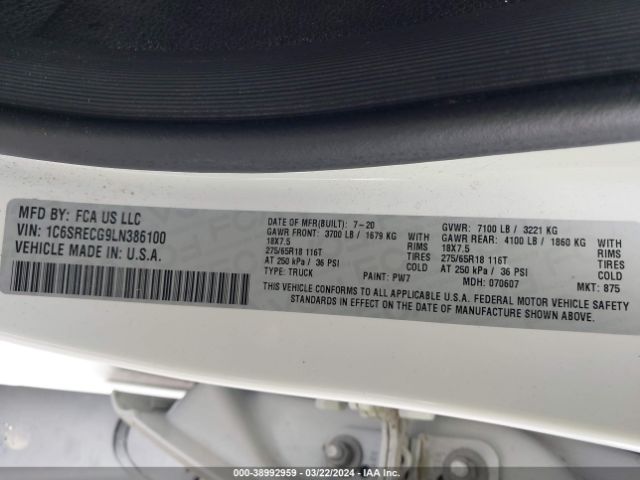 MFD BY: FCA US LLC
VIN: 1C6SRECG9LN386100
VEHICLE MADE IN: U.S.A.
DATE OF MFR(BUILT): 7-20
GAWR FRONT: 3700 LB / 1679 KG WITH
18X7.5 RIMS
275/65R18 116T TIRES
AT 250 kPa / 36 PSI COLD
TYPE: TRUCK PAINT: PW7
GVWR: 7100 LB / 3221 KG
GAWR REAR: 4100 LB / 1860 KG WITH
18X7.5 RIMS
275/65R18 116T TIRES
AT 250 kPa / 36 PSI COLD
MDH: 070607 MKT: 875
THIS VEHICLE CONFORMS TO ALL APPLICABLE U.S.A. FEDERAL MOTOR VEHICLE SAFETY
STANDARDS IN EFFECT ON THE DATE OF MANUFACTURE SHOWN ABOVE.
000-38992959 - 03/22/2024 - IAA Inc.